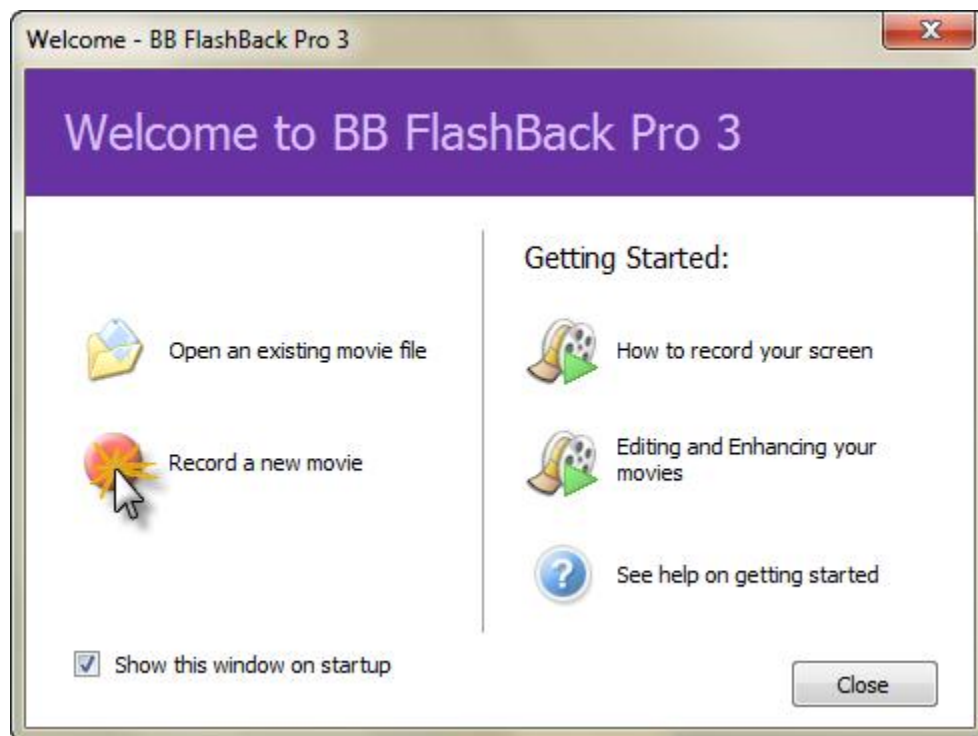 Welcome - BB FlashBack Pro 3
Welcome to BB FlashBack Pro 3
Open an existing movie file
Record a new movie
Getting Started:
How to record your screen
Editing and Enhancing your
movies
See help on getting started
Show this window on startup
Close